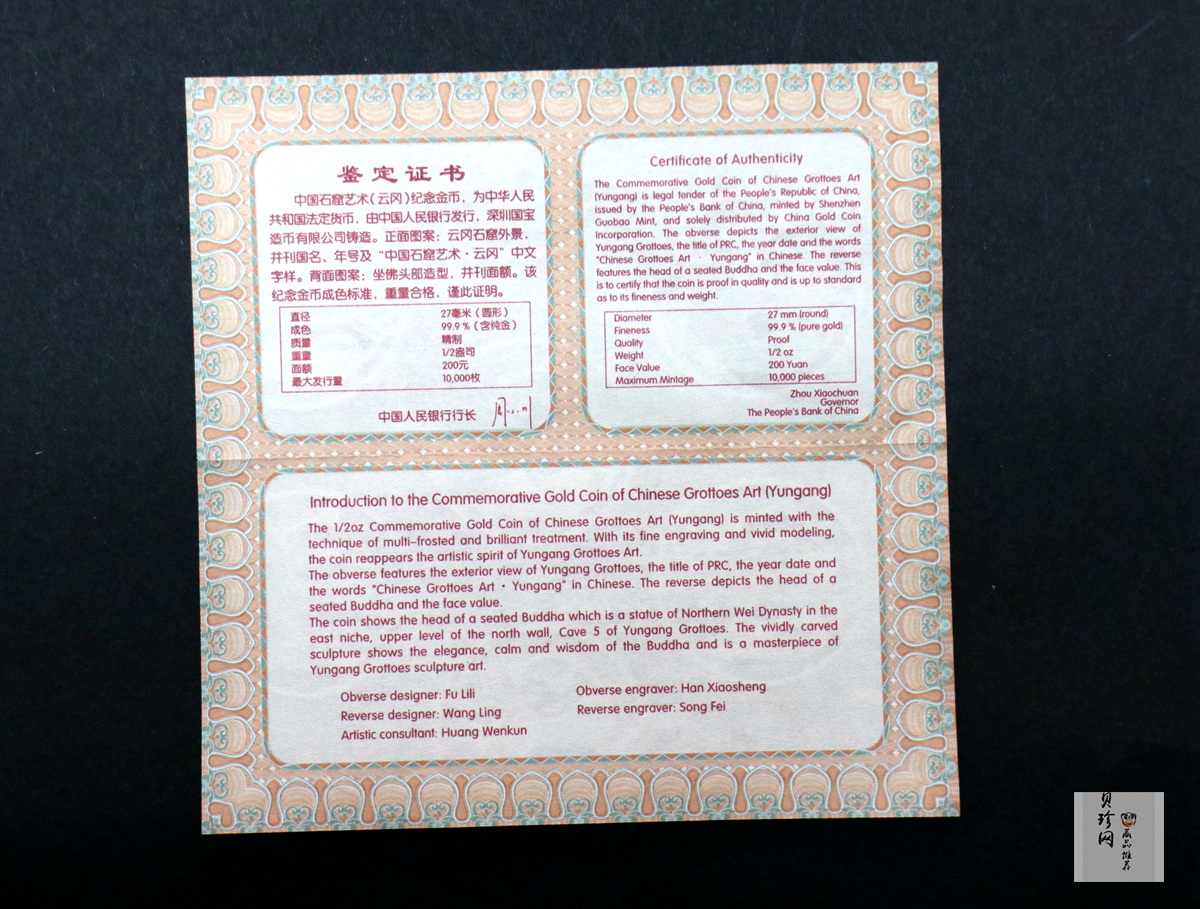 鉴定证书
中国石窟艺术（云冈）纪念金币，为中华人民
共和国法定货币，由中国人民银行发行，深圳国宝
造币有限公司铸造。正面图案：云冈石窟外景，
并刊国名、年号及“中国石窟艺术·云冈”中文
字样。背面图案：坐佛头部造型，并刊面额。该
纪念金币成色标准，重量合格，谨此证明。
直径 27毫米（圆形）
成色 99.9％（含纯金）
质量 精制
重量 1/2盎司
面额 200元
最大发行量 10,000枚
中国人民银行行长
Certificate of Authenticity
The Commemorative Gold Coin of Chinese Grottoes Art
(Yungang) is legal tender of the People's Republic of China,
issued by the People's Bank of China, minted by Shenzhen
Guobao Mint, and solely distributed by China Gold Coin
Incorporation. The obverse depicts the exterior view of
Yungang Grottoes, the title of PRC, the year date and the words
"Chinese Grottoes Art · Yungang" in Chinese. The reverse
features the head of a seated Buddha and the face value. This
is to certify that the coin is proof in quality and is up to standard
as to its fineness and weight.
Diameter 27 mm (round)
Fineness 99.9 % (pure gold)
Quality Proof
Weight 1/2 oz
Face Value 200 Yuan
Maximum Mintage 10,000 pieces
Zhou Xiaochuan
Governor
The People's Bank of China
Introduction to the Commemorative Gold Coin of Chinese Grottoes Art (Yungang)
The 1/2oz Commemorative Gold Coin of Chinese Grottoes Art (Yungang) is minted with the
technique of multi-frosted and brilliant treatment. With its fine engraving and vivid modeling,
the coin reappears the artistic spirit of Yungang Grottoes Art.
The obverse features the exterior view of Yungang Grottoes, the title of PRC, the year date and
the words "Chinese Grottoes Art · Yungang" in Chinese. The reverse depicts the head of a
seated Buddha and the face value.
The coin shows the head of a seated Buddha which is a statue of Northern Wei Dynasty in the
east niche, upper level of the north wall, Cave 5 of Yungang Grottoes. The vividly carved
sculpture shows the elegance, calm and wisdom of the Buddha and is a masterpiece of
Yungang Grottoes sculpture art.
Obverse designer: Fu Lili
Obverse engraver: Han Xiaosheng
Reverse designer: Wang Ling
Reverse engraver: Song Fei
Artistic consultant: Huang Wenkun
贝珍网
藏品推荐